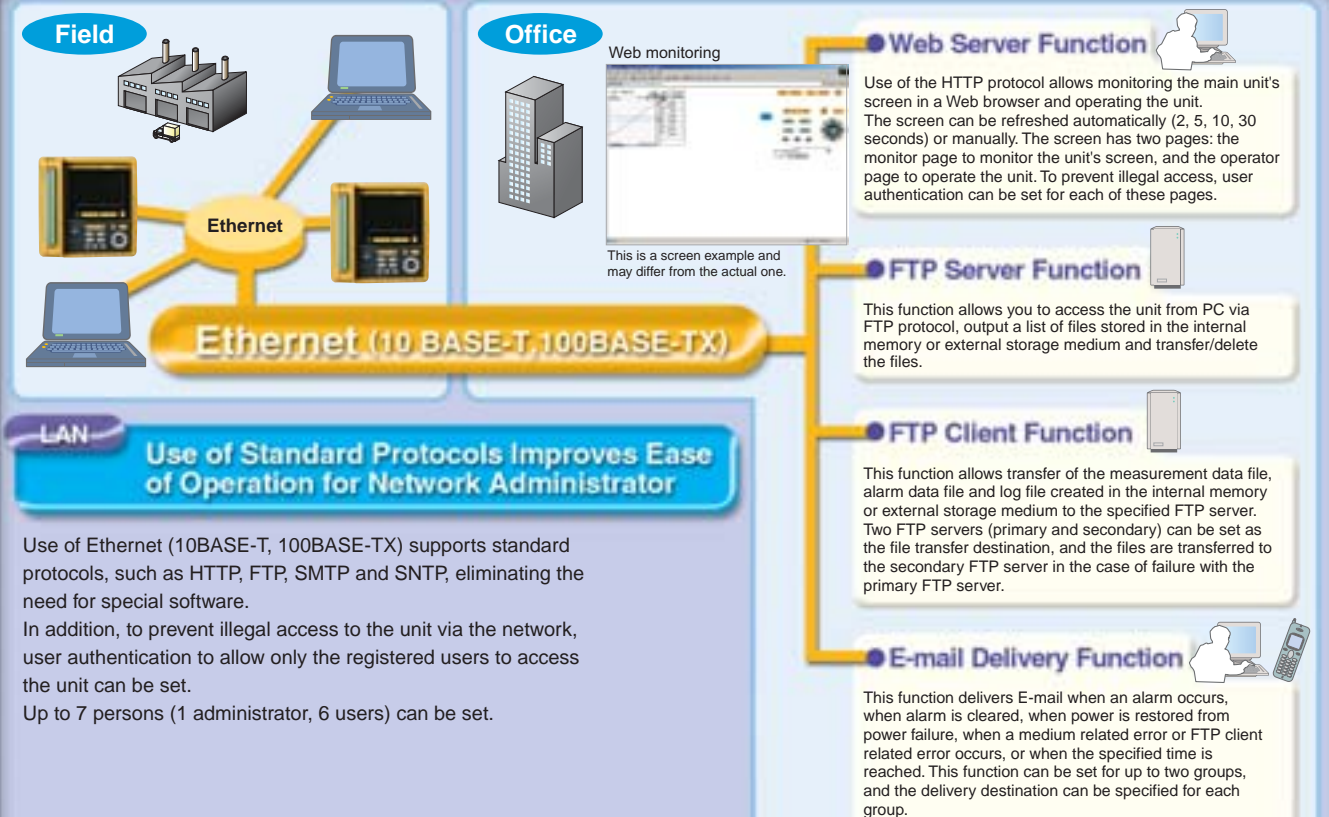 Field
Ethernet
Office
Web monitoring
This is a screen example and
may differ from the actual one.
Ethernet (10 BASE-T,100BASE-TX)
Web Server Function
Use of the HTTP protocol allows monitoring the main unit's
screen in a Web browser and operating the unit.
The screen can be refreshed automatically (2, 5, 10, 30
seconds) or manually. The screen has two pages: the
monitor page to monitor the unit's screen, and the operator
page to operate the unit. To prevent illegal access, user
authentication can be set for each of these pages.
FTP Server Function
This function allows you to access the unit from PC via
FTP protocol, output a list of files stored in the internal
memory or external storage medium and transfer/delete
the files.
FTP Client Function
This function allows transfer of the measurement data file,
alarm data file and log file created in the internal memory
or external storage medium to the specified FTP server.
Two FTP servers (primary and secondary) can be set as
the file transfer destination, and the files are transferred to
the secondary FTP server in the case of failure with the
primary FTP server.
E-mail Delivery Function
This function delivers E-mail when an alarm occurs,
when alarm is cleared, when power is restored from
power failure, when a medium related error or FTP client
related error occurs, or when the specified time is
reached. This function can be set for up to two groups,
and the delivery destination can be specified for each
group.
LAN
Use of Standard Protocols Improves Ease
of Operation for Network Administrator
Use of Ethernet (10BASE-T, 100BASE-TX) supports standard
protocols, such as HTTP, FTP, SMTP and SNTP, eliminating the
need for special software.
In addition, to prevent illegal access to the unit via the network,
user authentication to allow only the registered users to access
the unit can be set.
Up to 7 persons (1 administrator, 6 users) can be set.